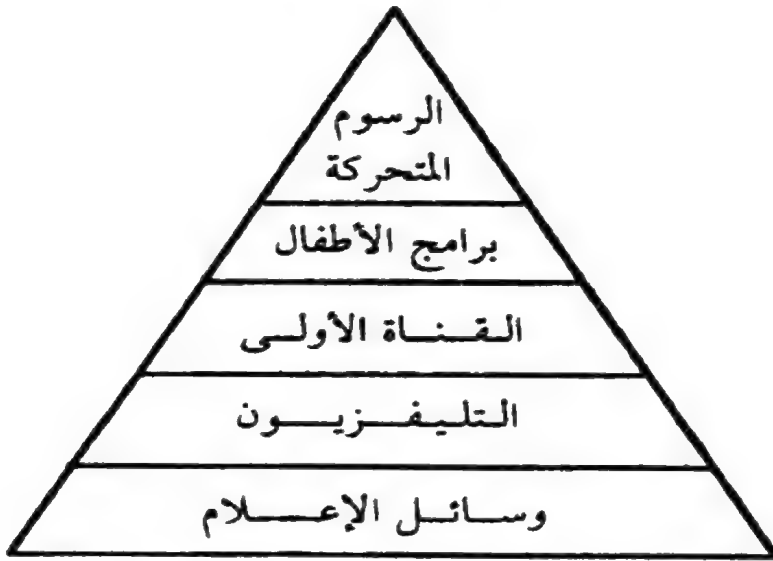 الرسوم
المتحركة
برامج الأطفال
القناة الأولى
التليفزيون
وسائل الإعلام